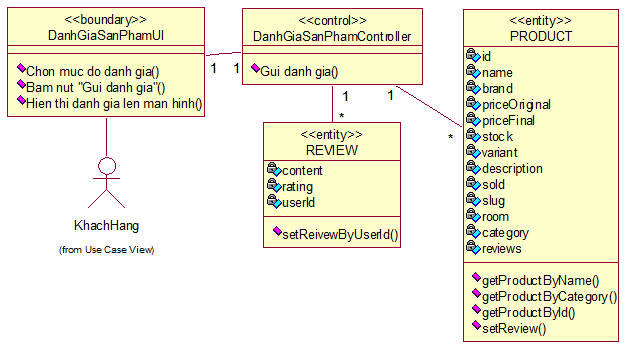 <<boundary>>
DanhGiaSanPhamUI
Chon muc do danh gia()
Bam nut "Gui danh gia"()
Hien thi danh gia len man hinh()
KhachHang
(from Use Case View)
1
1
<<control>>
DanhGiaSanPhamController
Gui danh gia()
1
*
1
*
<<entity>>
REVIEW
content
rating
userId
setReivewByUserId()
<<entity>>
PRODUCT
id
name
brand
priceOriginal
priceFinal
stock
variant
description
sold
slug
room
category
reviews
getProductByName()
getProductByCategory()
getProductById()
setReview()